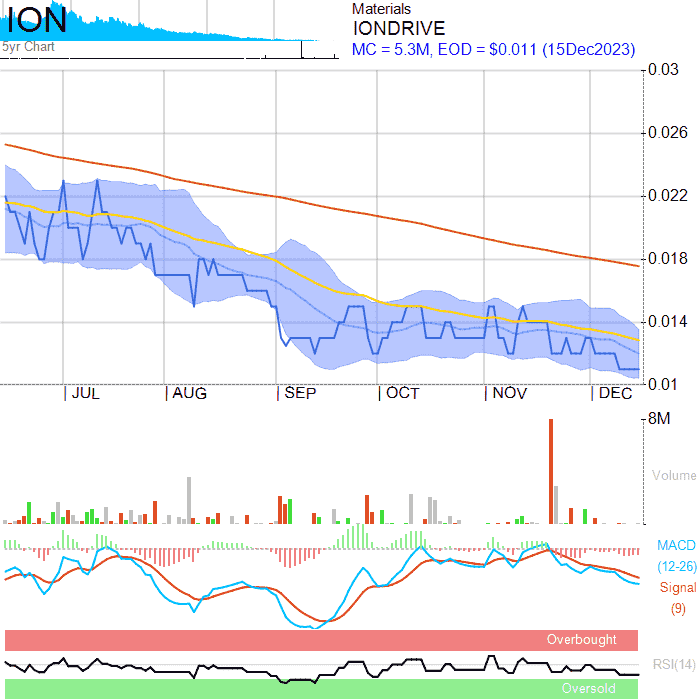 ION
5yr Chart
Materials
IONDRIVE
MC = 5.3M, EOD = $0.011 (15Dec2023)
0.03
0.026
0.022
0.018
0.014
0.01
JUL AUG SEP OCT NOV DEC
8M
Volume
MACD
(12-26)
Signal
(9)
Overbought
RSI(14)
Oversold